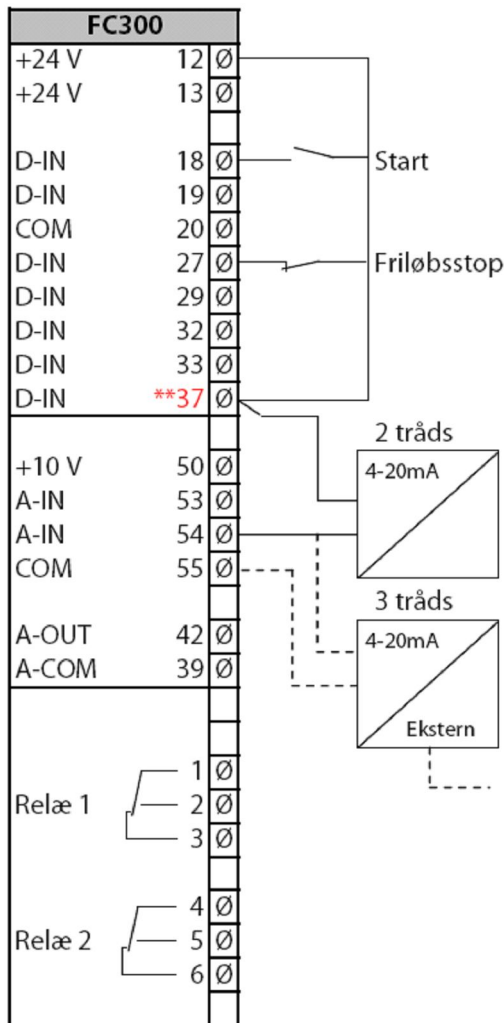 FC300
+24 V 12 Ø
+24 V 13 Ø
D-IN 18 Ø Start
D-IN 19 Ø
COM 20 Ø
D-IN 27 Ø Friløbsstop
D-IN 29 Ø
D-IN 32 Ø
D-IN 33 Ø
D-IN **37 Ø
2 tråds
+10 V 50 Ø 4-20mA
A-IN 53 Ø
A-IN 54 Ø
COM 55 Ø
3 tråds
A-OUT 42 Ø 4-20mA
A-COM 39 Ø
Ekstern
1 Ø
Relæ 1 2 Ø
3 Ø
4 Ø
Relæ 2 5 Ø
6 Ø